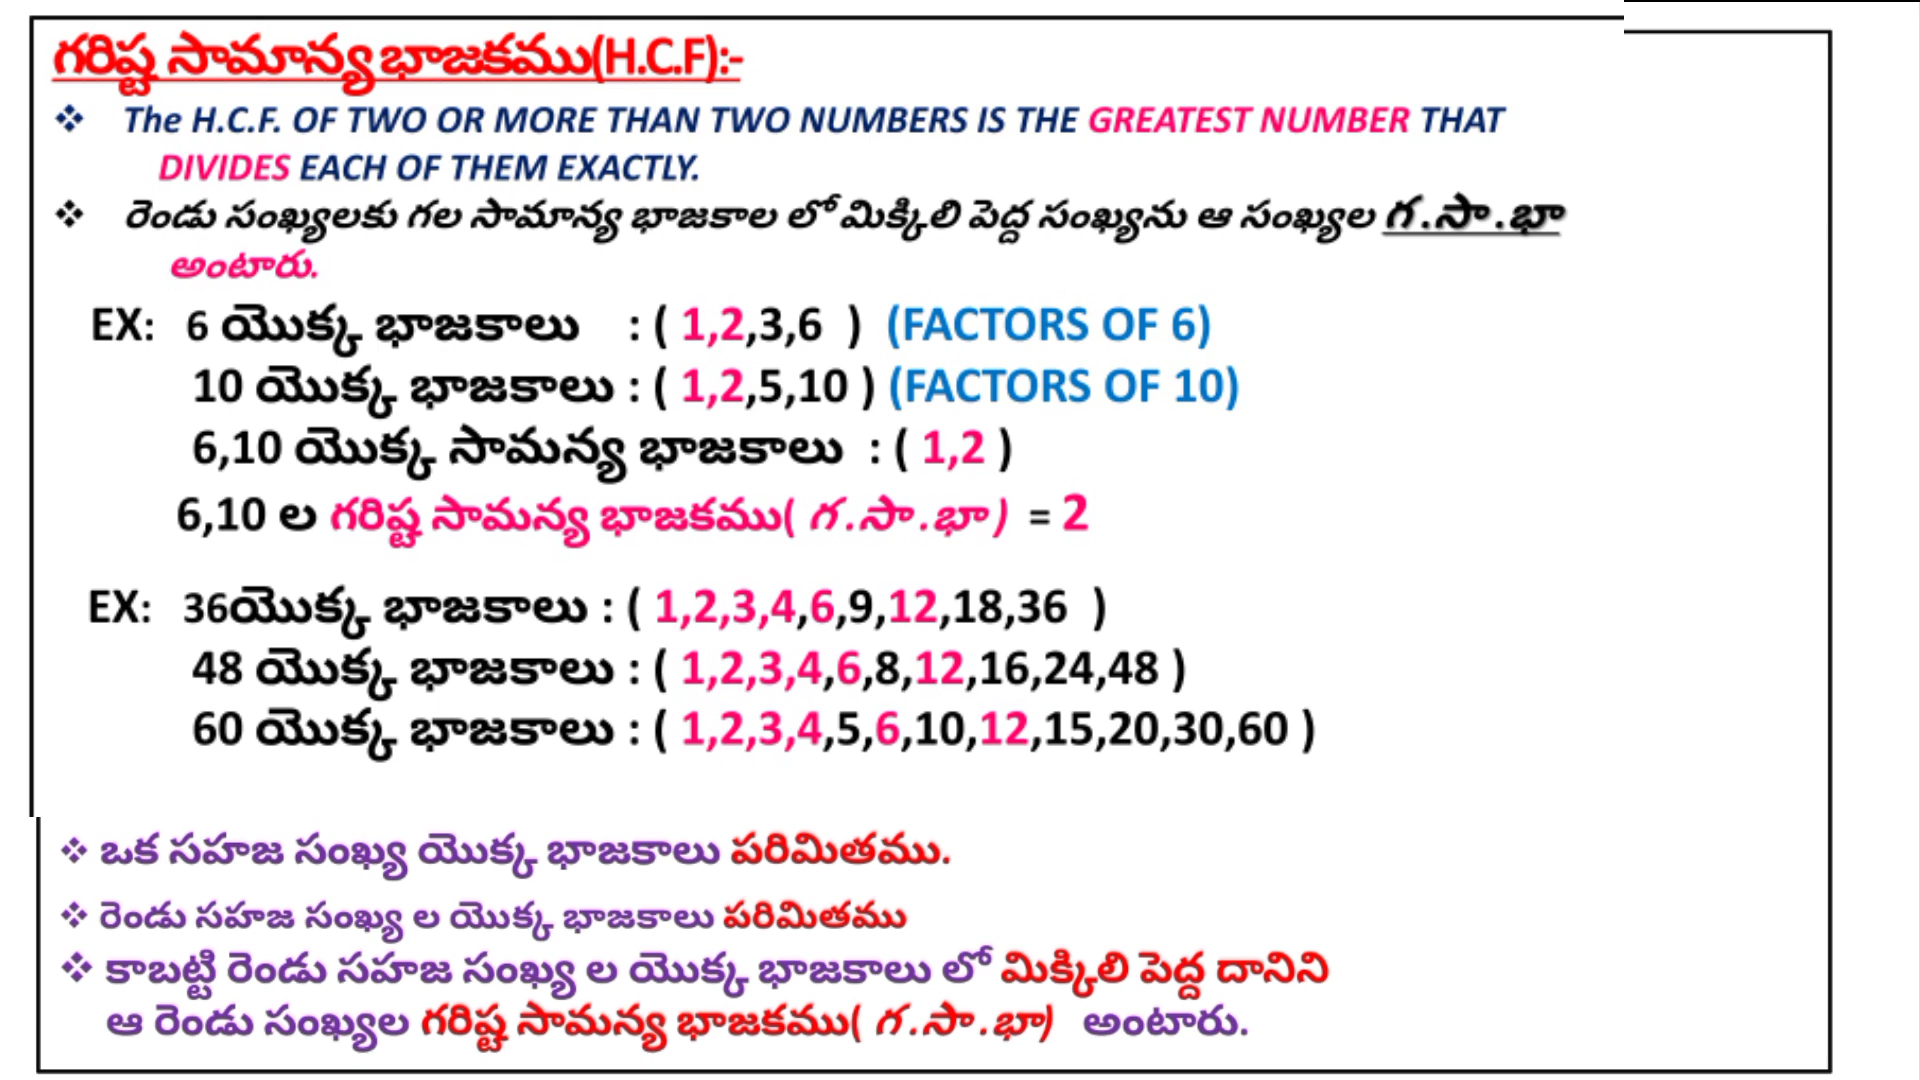 గరిష్ట సామాన్య భాజకము(H.C.F):-
❖ The H.C.F. OF TWO OR MORE THAN TWO NUMBERS IS THE GREATEST NUMBER THAT
DIVIDES EACH OF THEM EXACTLY.
❖ రెండు సంఖ్యలకు గల సామాన్య భాజకాల లో మిక్కిలి పెద్ద సంఖ్యను ఆ సంఖ్యల గ.సా.భా
అంటారు.
EX: 6 యొక్క భాజకాలు : ( 1,2,3,6 ) (FACTORS OF 6)
10 యొక్క భాజకాలు : ( 1,2,5,10 ) (FACTORS OF 10)
6,10 యొక్క సామన్య భాజకాలు : ( 1,2 )
6,10 ల గరిష్ట సామన్య భాజకము( గ.సా.భా) = 2
EX: 36యొక్క భాజకాలు : ( 1,2,3,4,6,9,12,18,36 )
48 యొక్క భాజకాలు : ( 1,2,3,4,6,8,12,16,24,48 )
60 యొక్క భాజకాలు : ( 1,2,3,4,5,6,10,12,15,20,30,60 )
❖ ఒక సహజ సంఖ్య యొక్క భాజకాలు పరిమితము.
❖ రెండు సహజ సంఖ్య ల యొక్క భాజకాలు పరిమితము
❖ కాబట్టి రెండు సహజ సంఖ్య ల యొక్క భాజకాలు లో మిక్కిలి పెద్ద దానిని
ఆ రెండు సంఖ్యల గరిష్ట సామన్య భాజకము( గ.సా.భా) అంటారు.